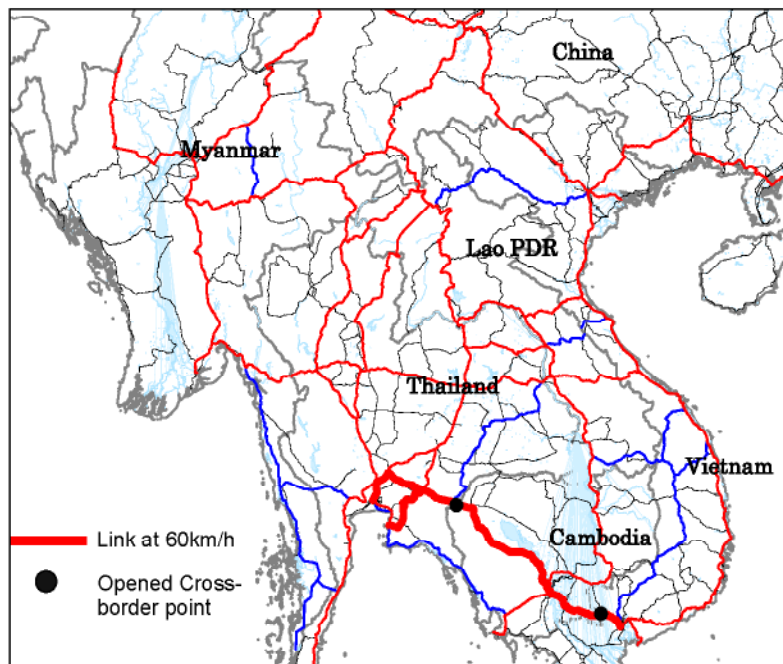 China
Myanmar
Lao PDR
Thailand
Vietnam
Cambodia
Link at 60km/h
Opened Cross-
border point